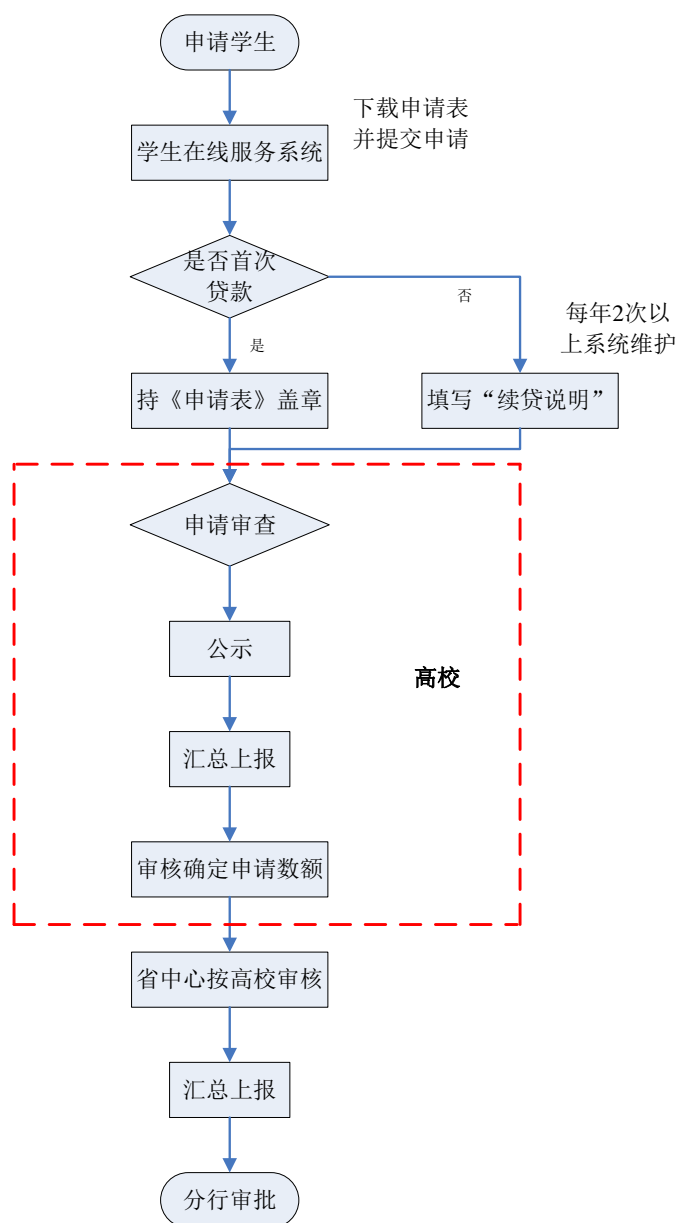 申请学生
下载申请表
并提交申请
学生在线服务系统
是否首次
贷款
否
每年2次以
上系统维护
是
持《申请表》盖章
填写“续贷说明”
申请审查
公示
高校
汇总上报
审核确定申请数额
省中心按高校审核
汇总上报
分行审批